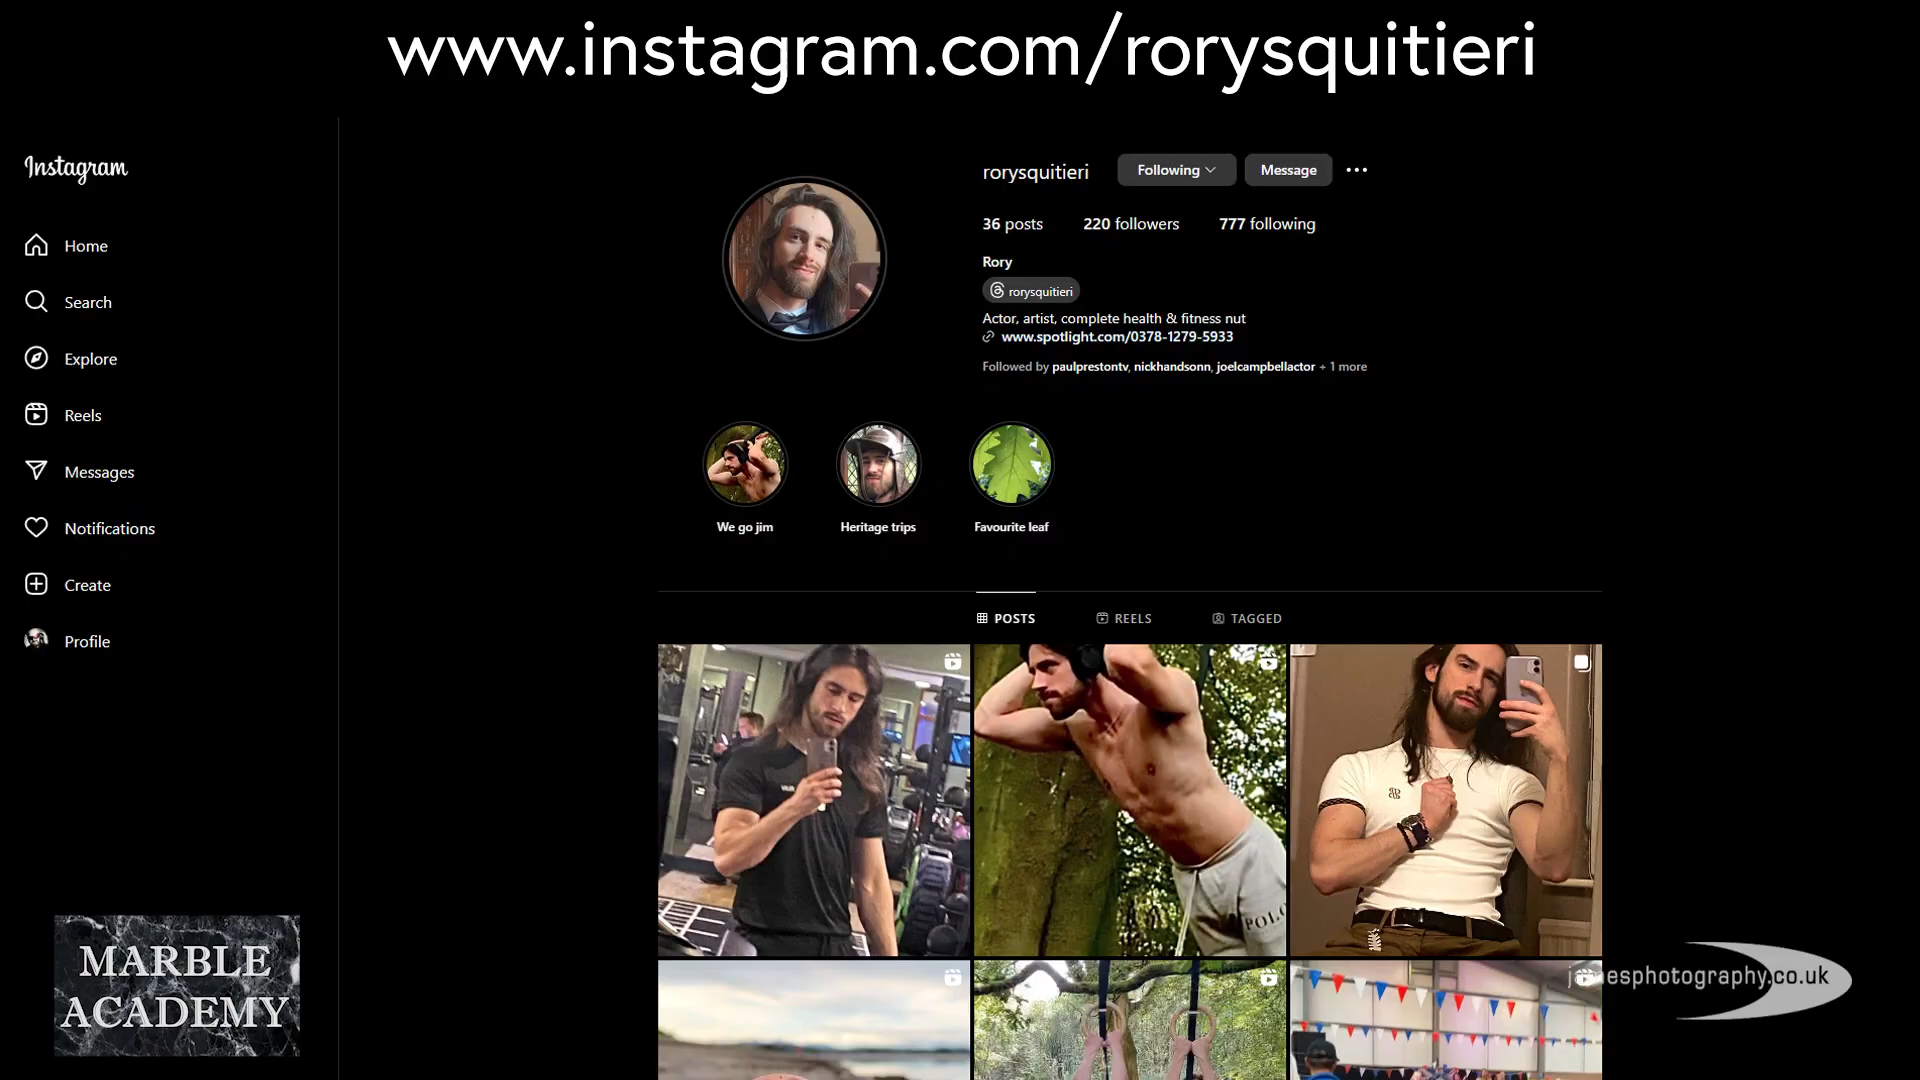 www.instagram.com/rorysquitieri
Instagram
Home
Search
Explore
Reels
Messages
Notifications
Create
Profile
rorysquitieri
Following
Message
36 posts
220 followers
777 following
Rory
rorysquitieri
Actor, artist, complete health & fitness nut
www.spotlight.com/0378-1279-5933
Followed by paulprestontv, nickhandsonn, joelcampbellactor + 1 more
We go jim
Heritage trips
Favourite leaf
POSTS
REELS
TAGGED
POLO
MARBLE
ACADEMY
jamesphotography.co.uk